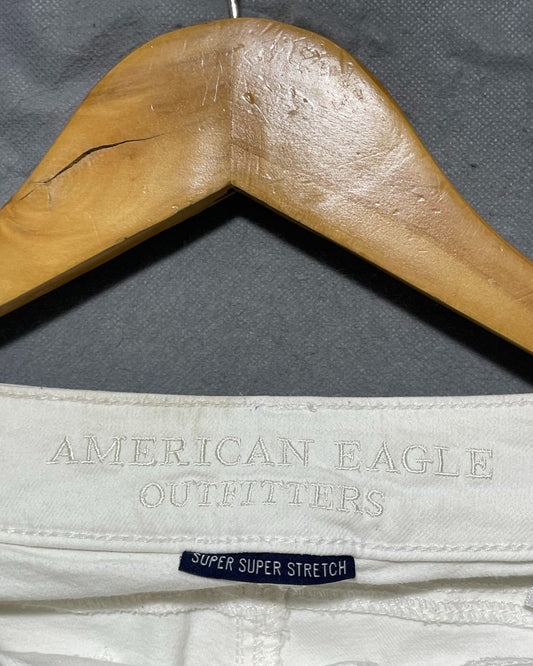 AMERICAN EAGLE
OUTFITTERS
SUPER SUPER STRETCH